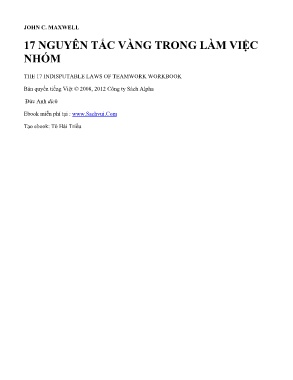 JOHN C. MAXWELL
17 NGUYÊN TẮC VÀNG TRONG LÀM VIỆC
NHÓM
THE 17 INDISPUTABLE LAWS OF TEAMWORK WORKBOOK
Bản quyền tiếng Việt © 2008, 2012 Công ty Sách Alpha
Đức Anh dịch
Ebook miễn phí tại : www.Sachvui.Com
Tạo ebook: Tô Hải Triều